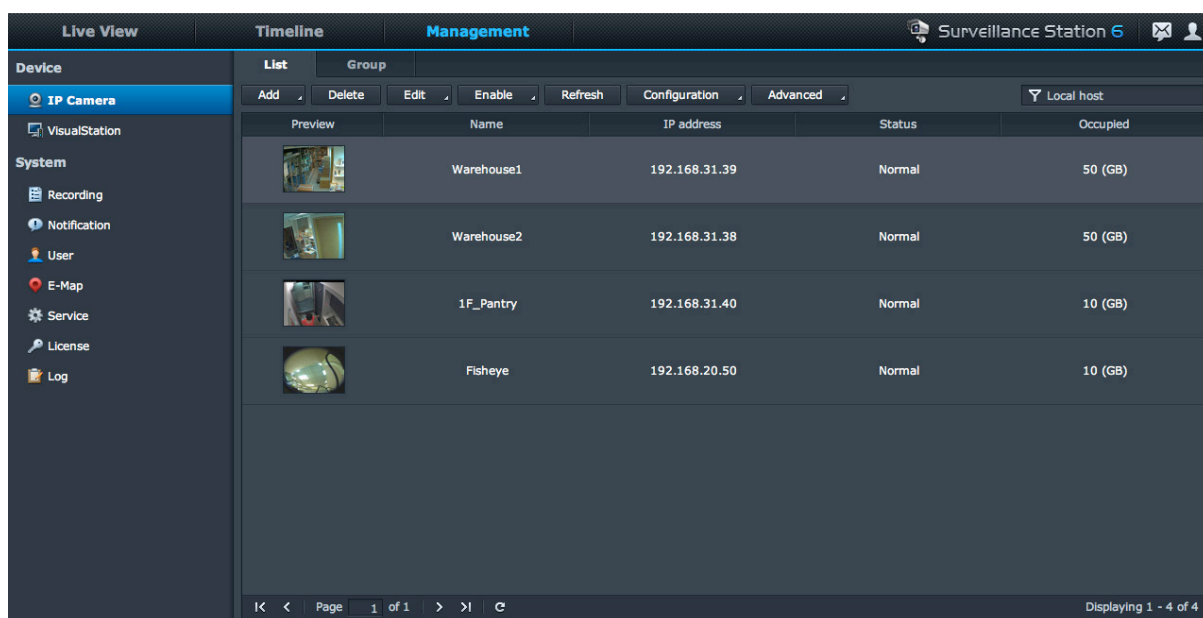 Live View Timeline Management Surveillance Station 6
Device
IP Camera
VisualStation
System
Recording
Notification
User
E-Map
Service
License
Log
List Group
Add Delete Edit Enable Refresh Configuration Advanced Local host
Preview Name IP address Status Occupied
Warehouse1 192.168.31.39 Normal 50 (GB)
Warehouse2 192.168.31.38 Normal 50 (GB)
1F_Pantry 192.168.31.40 Normal 10 (GB)
Fisheye 192.168.20.50 Normal 10 (GB)
Page 1 of 1 Displaying 1 - 4 of 4